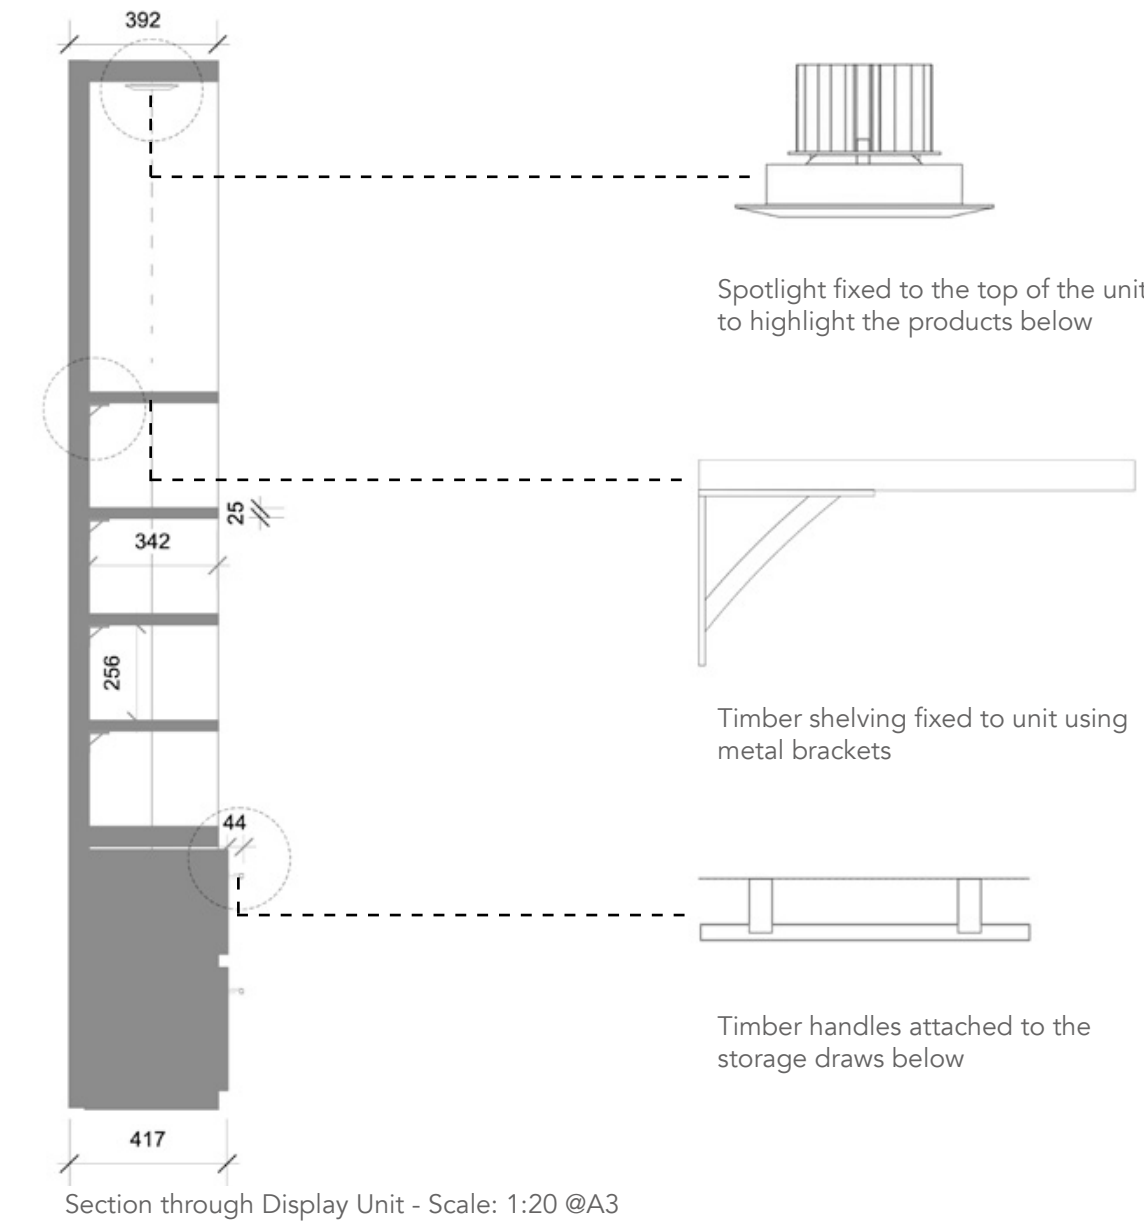 392
Spotlight fixed to the top of the unit
to highlight the products below
25
342
256
Timber shelving fixed to unit using
metal brackets
44
Timber handles attached to the
storage draws below
417
Section through Display Unit - Scale: 1:20 @A3